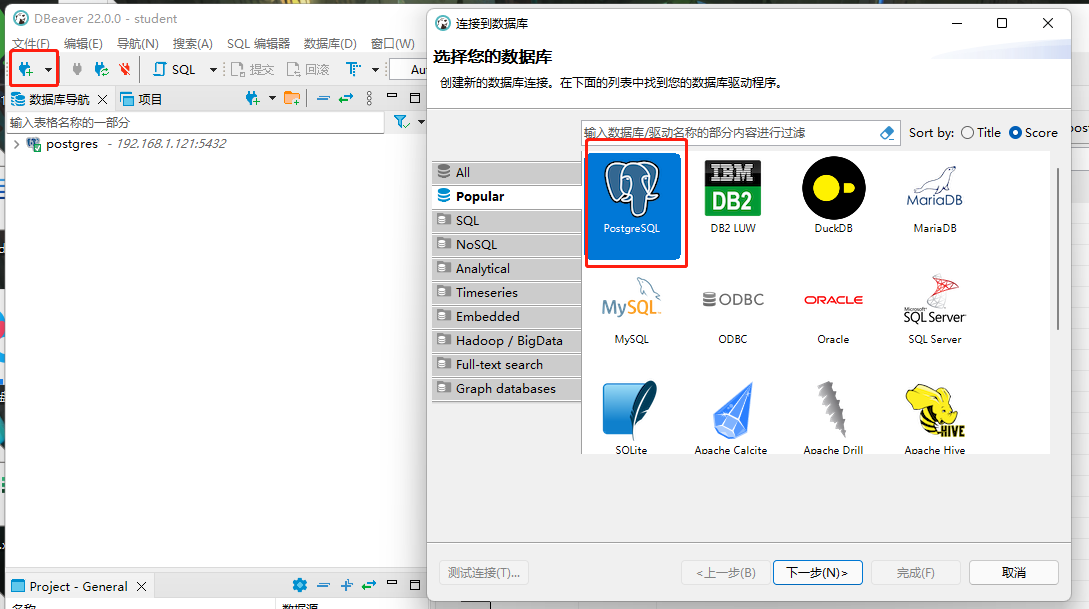 DBeaver 22.0.0 - student
文件(F) 编辑(E) 导航(N) 搜索(A) SQL 编辑器 数据库(D) 窗口(W)
SQL 提交 回滚 Au
数据库导航 项目
输入表格名称的一部分
postgres - 192.168.1.121:5432
Project - General
名称 数据源
连接到数据库
选择您的数据库
创建新的数据库连接。在下面的列表中找到您的数据库驱动程序。
输入数据库/驱动名称的部分内容进行过滤 Sort by: Title Score
All
Popular
SQL
NoSQL
Analytical
Timeseries
Embedded
Hadoop / BigData
Full-text search
Graph databases
IBM
DB2
MariaDB
PostgreSQL DB2 LUW DuckDB MariaDB
MySQL ODBC ORACLE Microsoft SQL Server
MySQL ODBC Oracle SQL Server
HIVE
SQLite Apache Calcite Apache Drill Apache Hive
测试连接(T)... <上一步(B) 下一步(N)> 完成(F) 取消